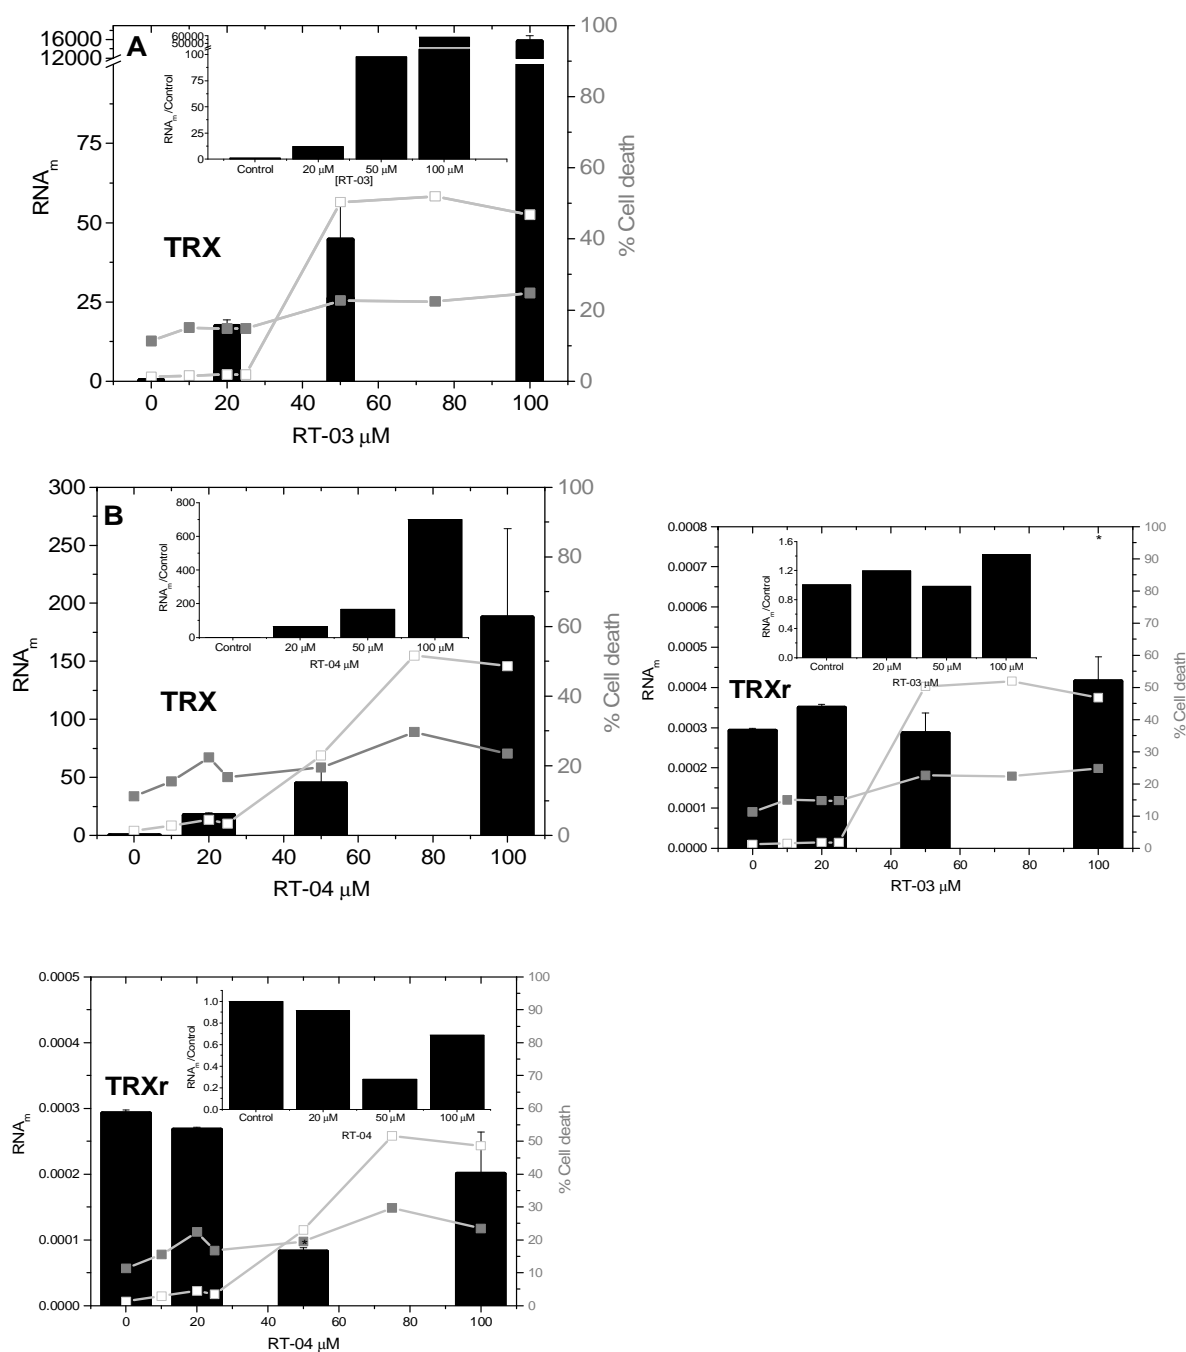 A
TRX
16000
12000
75
50
25
0
RNAm
100
80
60
40
20
0
% Cell death
0 20 40 60 80 100
RT-03 µM
60000
50000
100
75
50
25
0
RNAm/Control
Control 20 µM 50 µM 100 µM
[RT-03]
B
TRX
300
250
200
150
100
50
0
RNAm
100
80
60
40
20
0
% Cell death
0 20 40 60 80 100
RT-04 µM
800
600
400
200
0
RNAm/Control
Control 20 µM 50 µM 100 µM
RT-04 µM
TRXr
0.0008
0.0007
0.0006
0.0005
0.0004
0.0003
0.0002
0.0001
0.0000
RNAm
100
90
80
70
60
50
40
30
20
10
0
% Cell death
*
0 20 40 60 80 100
RT-03 µM
1.6
1.2
0.8
0.4
0.0
RNAm/Control
Control 20 µM 50 µM 100 µM
RT-03 µM
TRXr
0.0005
0.0004
0.0003
0.0002
0.0001
0.0000
RNAm
100
90
80
70
60
50
40
30
20
10
0
% Cell death
*
0 20 40 60 80 100
RT-04 µM
1.0
0.8
0.6
0.4
0.2
0.0
RNAm/Control
Control 20 µM 50 µM 100 µM
RT-04